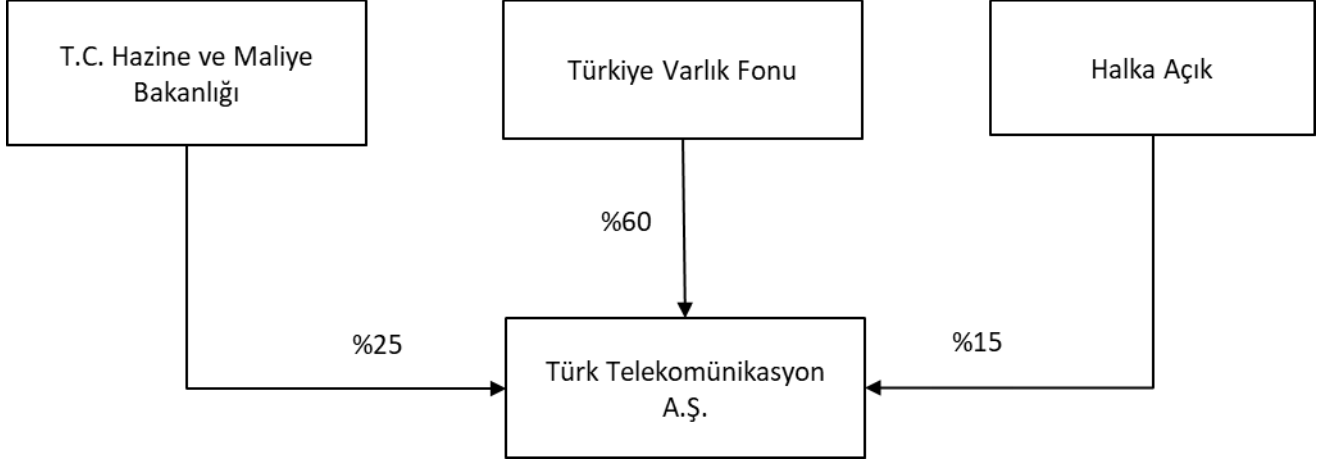 T.C. Hazine ve Maliye
Bakanlığı
Türkiye Varlık Fonu
Halka Açık
%60
%25
%15
Türk Telekomünikasyon
A.Ş.